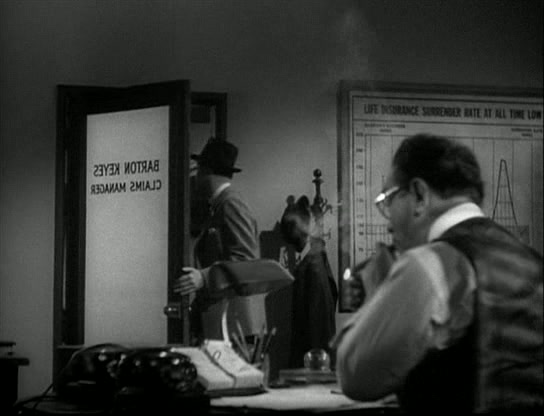 BARTON KEYES
CLAIMS MANAGER
LIFE INSURANCE SURRENDER RATE AT ALL TIME LOW